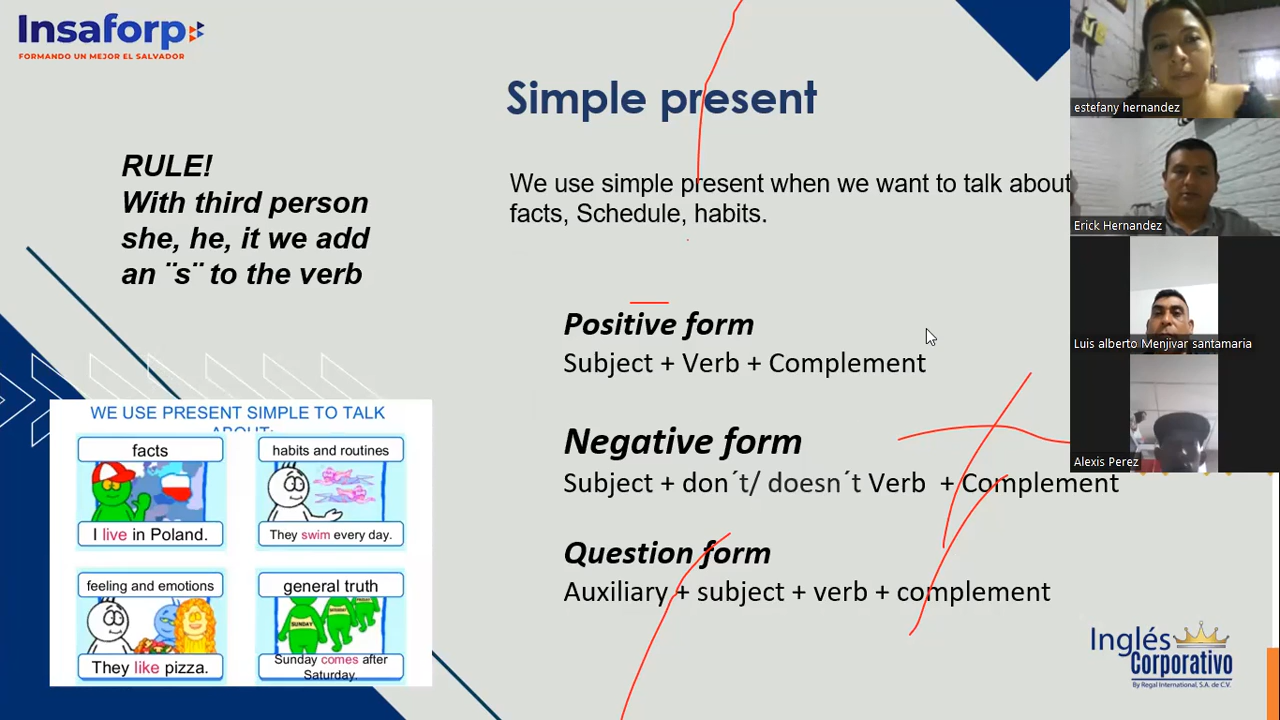 Insaforp
FORMANDO UN MEJOR EL SALVADOR
Simple present
RULE!
With third person
she, he, it we add
an ¨s¨ to the verb
We use simple present when we want to talk about
facts, Schedule, habits.
Positive form
Subject + Verb + Complement
Negative form
Subject + don´t/ doesn´t Verb + Complement
Question form
Auxiliary + subject + verb + complement
WE USE PRESENT SIMPLE TO TALK
ABOUT:
facts
I live in Poland.
habits and routines
They swim every day.
feeling and emotions
They like pizza.
general truth
SUNDAY
Sunday comes after
Saturday.
estefany hernandez
Erick Hernandez
Luis alberto Menjivar santamaria
Alexis Perez
Inglés
Corporativo
By Regal International, S.A. de C.V.